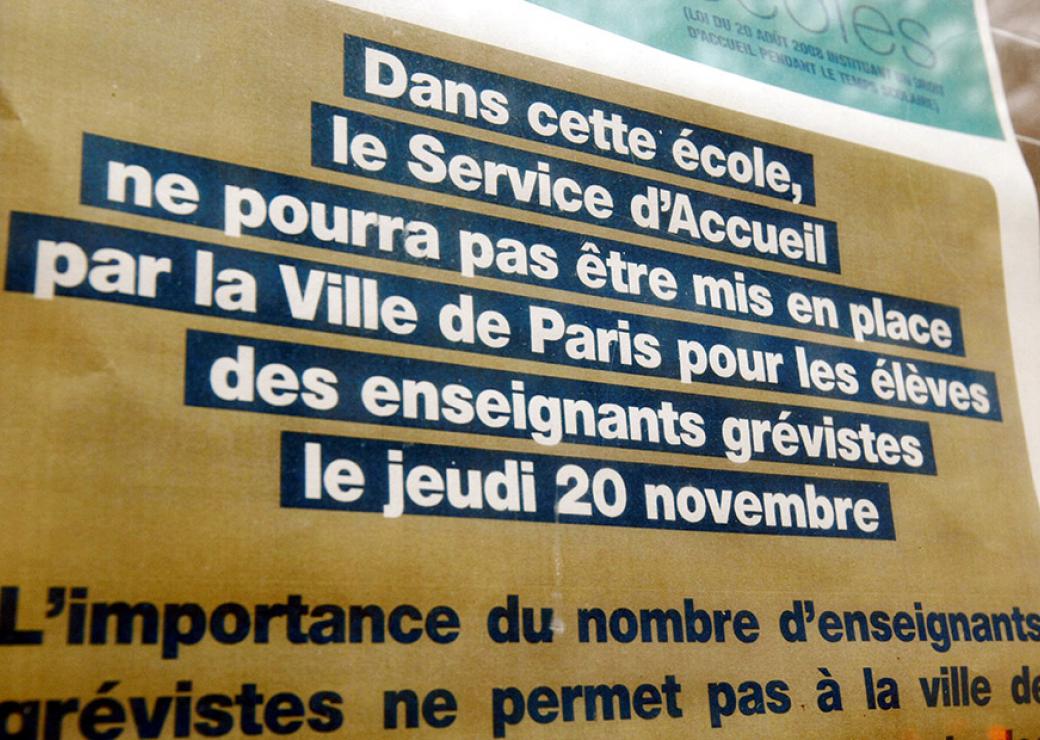 écoles
(LOI DU 20 AOÛT 2008 INSTITUANT UN DROIT
D'ACCUEIL PENDANT LE TEMPS SCOLAIRE)
Dans cette école,
le Service d'Accueil
ne pourra pas être mis en place
par la Ville de Paris pour les élèves
des enseignants grévistes
le jeudi 20 novembre
L'importance du nombre d'enseignants
grévistes ne permet pas à la ville de